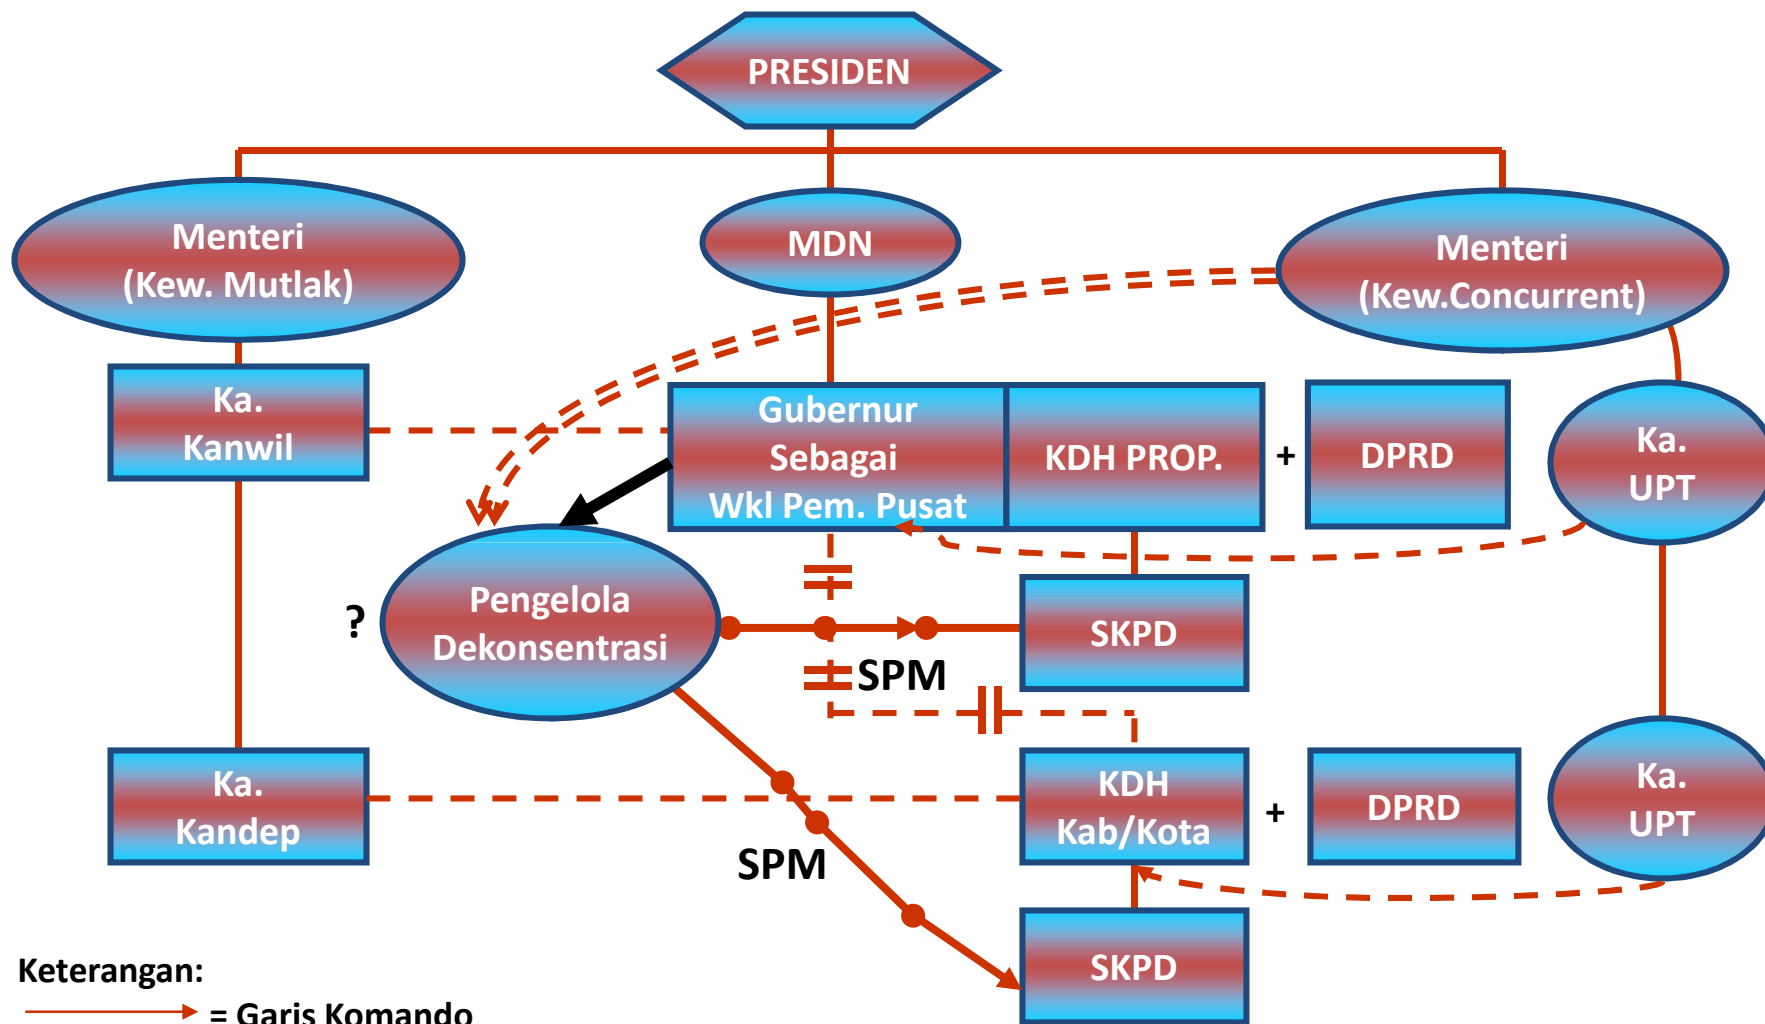 PRESIDEN
Menteri
(Kew. Mutlak)
MDN
Menteri
(Kew.Concurrent)
Ka.
Kanwil
Gubernur
Sebagai
Wkl Pem. Pusat
KDH PROP.
+
DPRD
Ka.
UPT
?
Pengelola
Dekonsentrasi
SKPD
SPM
Ka.
Kandep
KDH
Kab/Kota
+
DPRD
Ka.
UPT
SPM
SKPD
Keterangan:
= Garis Komando